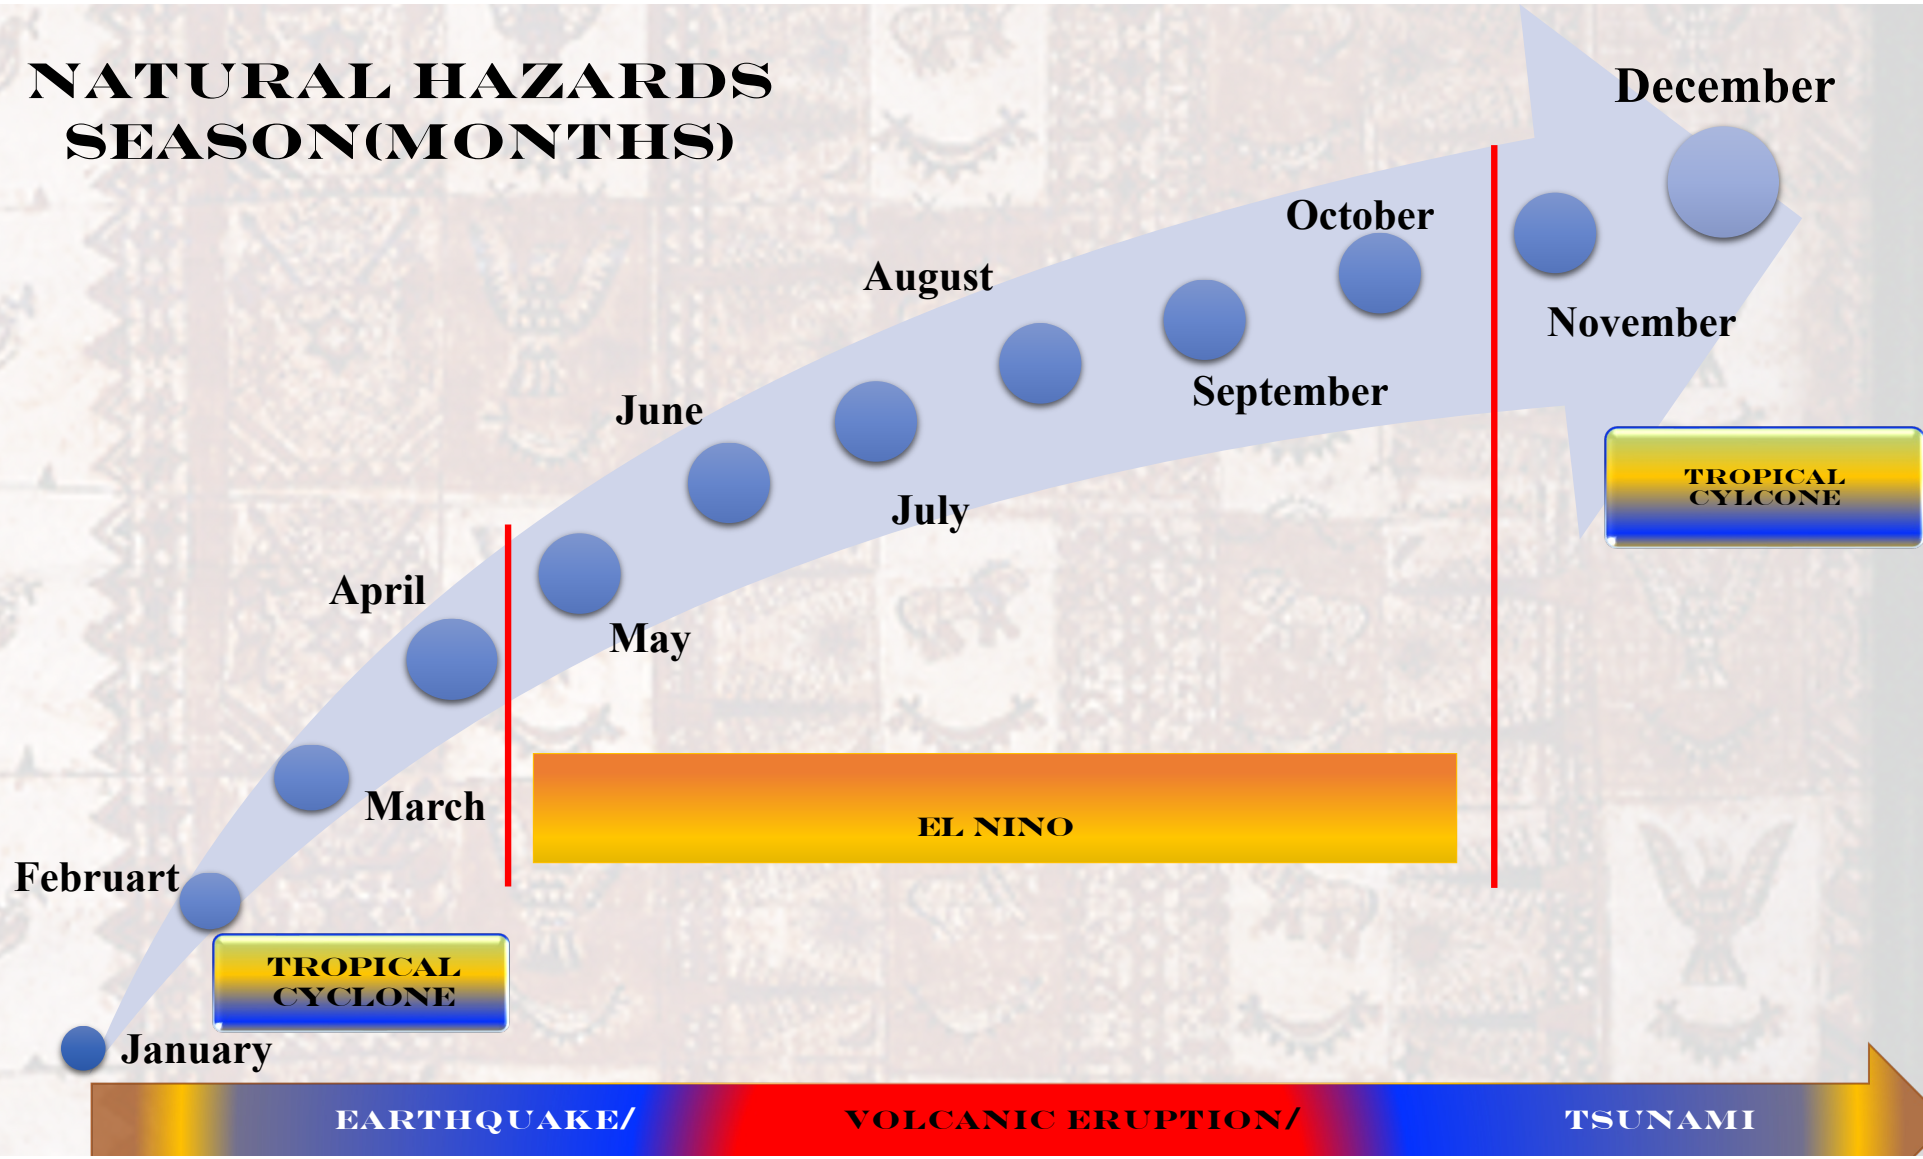 NATURAL HAZARDS
SEASON(MONTHS)
December
October
August
November
September
June
July
April
May
March
Februart
January
TROPICAL
CYLCONE
EL NINO
TROPICAL
CYCLONE
EARTHQUAKE/ VOLCANIC ERUPTION/ TSUNAMI